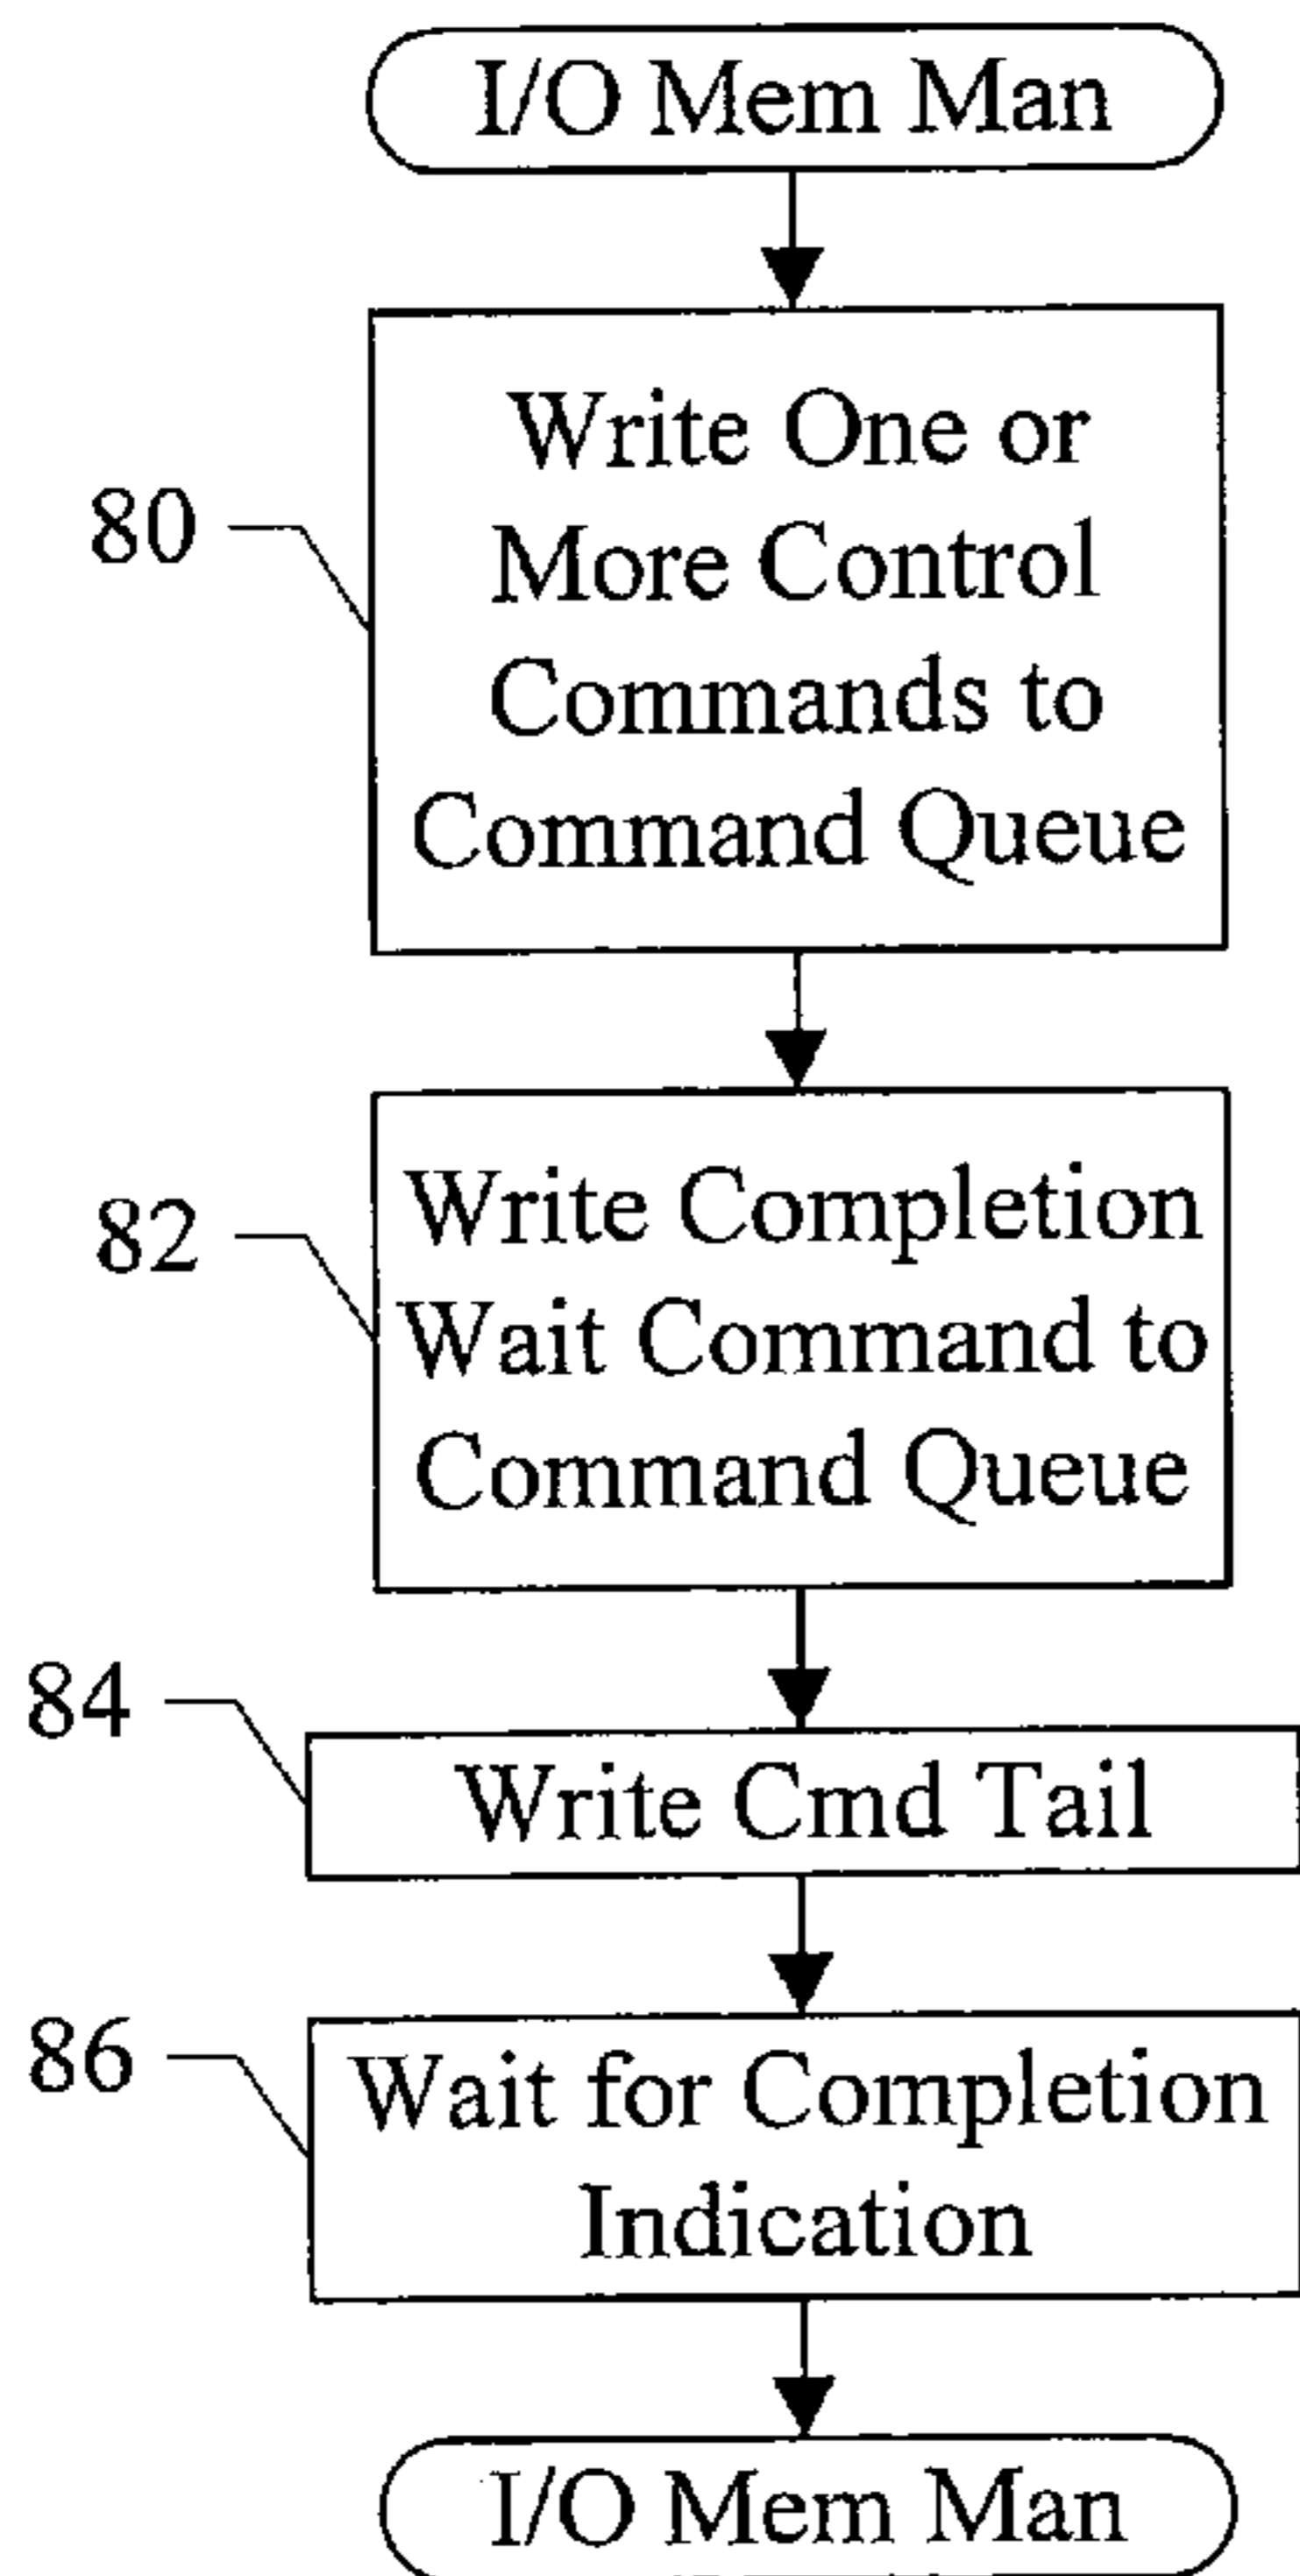 I/O Mem Man
80
Write One or
More Control
Commands to
Command Queue
82
Write Completion
Wait Command to
Command Queue
84
Write Cmd Tail
86
Wait for Completion
Indication
I/O Mem Man